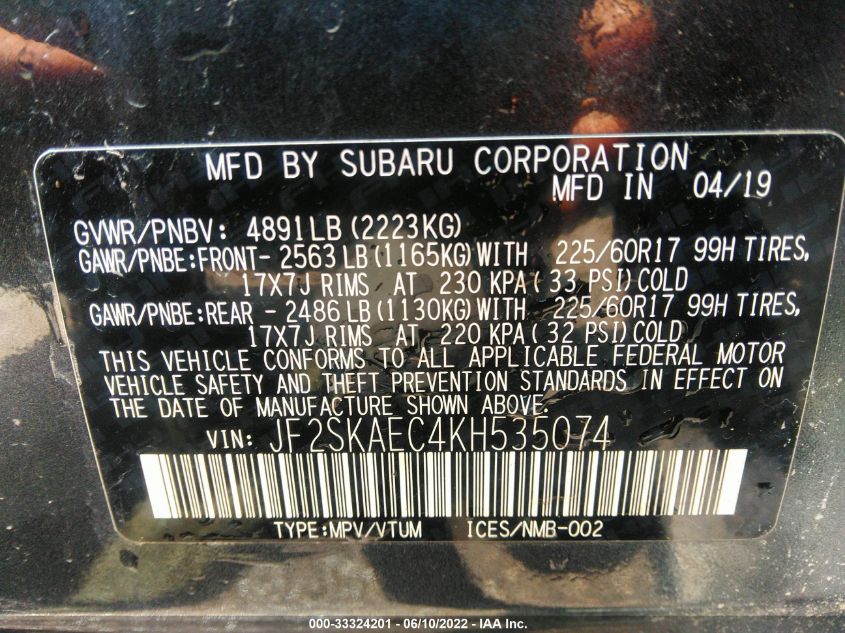 MFD BY SUBARU CORPORATION
MFD IN 04/19
GVWR/PNBV: 4891LB (2223KG)
GAWR/PNBE:FRONT- 2563 LB (1165KG) WITH 225/60R17 99H TIRES,
17X7J RIMS AT 230 KPA ( 33 PSI) COLD
GAWR/PNBE:REAR - 2486 LB (1130KG) WITH 225/60R17 99H TIRES,
17X7J RIMS AT 220 KPA ( 32 PSI) COLD
THIS VEHICLE CONFORMS TO ALL APPLICABLE FEDERAL MOTOR
VEHICLE SAFETY AND THEFT PREVENTION STANDARDS IN EFFECT ON
THE DATE OF MANUFACTURE SHOWN ABOVE.
VIN: JF2SKAEC4KH535074
TYPE:MPV/VTUM ICES/NMB-002
000-33324201 - 06/10/2022 - IAA Inc.